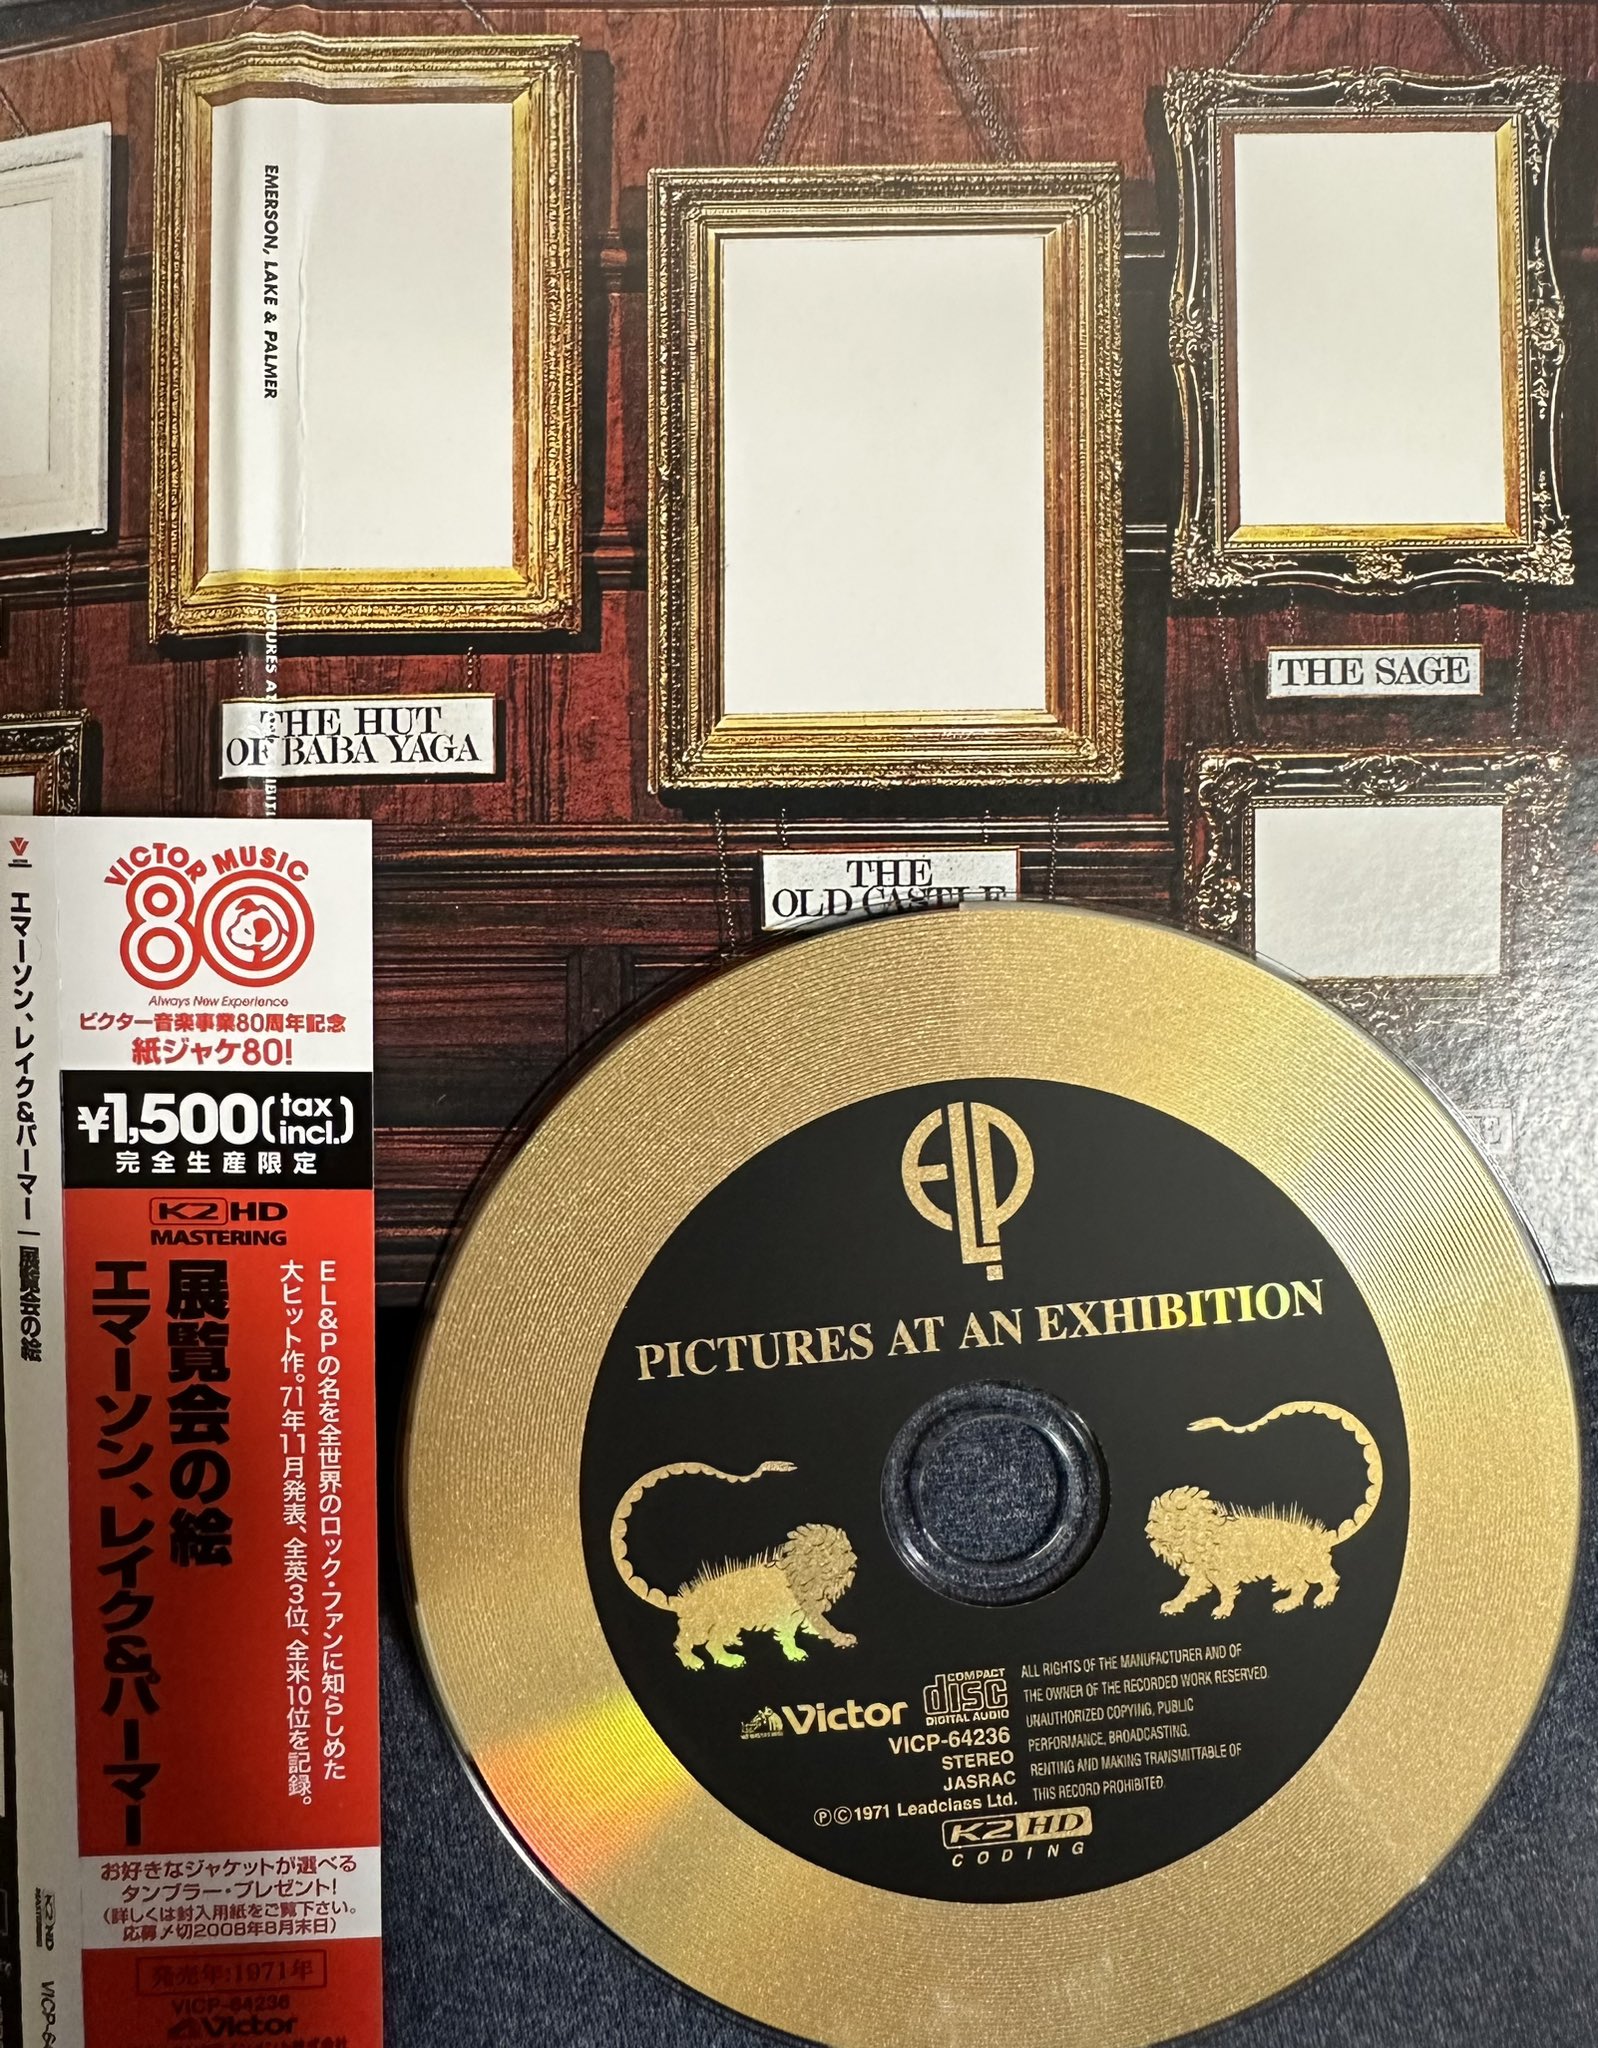 EMERSON, LAKE & PALMER
THE HUT
OF BABA YAGA
THE SAGE
THE
OLD CASTLE
VICTOR MUSIC
80
Always New Experience
ビクター音楽事業80周年記念
紙ジャケ80!
¥1,500(tax incl.)
完全生産限定
K2 HD
MASTERING
EL&Pの名を全世界のロック・ファンに知らしめた
大ヒット作。71年11月発表、全英3位、全米10位を記録。
展覧会の絵
エマーソン、レイク&パーマー
お好きなジャケットが選べる
タンブラー・プレゼント!
(詳しくは封入用紙をご覧下さい。
応募〆切2008年8月末日)
発売年:1971年
VICP-64236
Victor
エマーソン、レイク&パーマー | 展覧会の絵
ELP
PICTURES AT AN EXHIBITION
Victor
COMPACT
disc
DIGITAL AUDIO
VICP-64236
STEREO
JASRAC
ⓅⒸ1971 Leadclass Ltd.
ALL RIGHTS OF THE MANUFACTURER AND OF
THE OWNER OF THE RECORDED WORK RESERVED.
UNAUTHORIZED COPYING, PUBLIC
PERFORMANCE, BROADCASTING,
RENTING AND MAKING TRANSMITTABLE OF
THIS RECORD PROHIBITED.
K2 HD
CODING